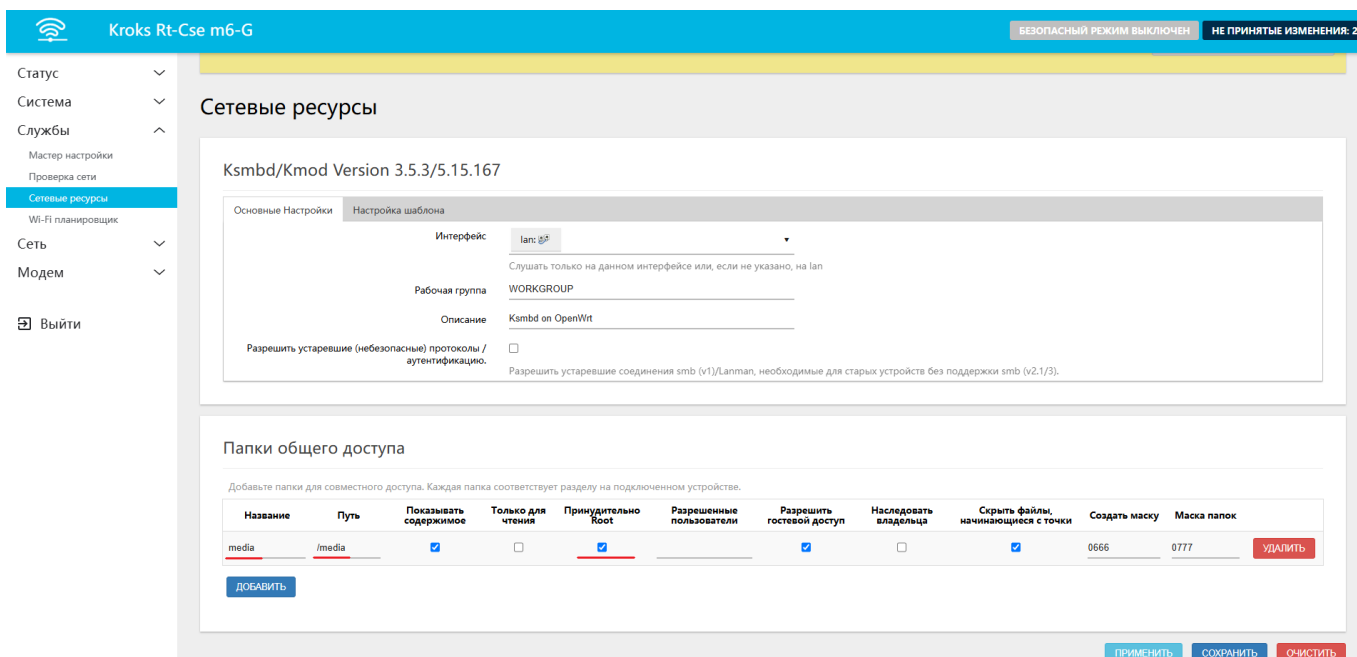 Kroks Rt-Cse m6-G
БЕЗОПАСНЫЙ РЕЖИМ ВЫКЛЮЧЕН
НЕ ПРИНЯТЫЕ ИЗМЕНЕНИЯ: 2
Статус
Система
Службы
Мастер настройки
Проверка сети
Сетевые ресурсы
Wi-Fi планировщик
Сеть
Модем
Выйти
Сетевые ресурсы
Ksmbd/Kmod Version 3.5.3/5.15.167
Основные Настройки
Настройка шаблона
Интерфейс
lan:
Слушать только на данном интерфейсе или, если не указано, на lan
Рабочая группа
WORKGROUP
Описание
Ksmbd on OpenWrt
Разрешить устаревшие (небезопасные) протоколы /
аутентификацию.
Разрешить устаревшие соединения smb (v1)/Lanman, необходимые для старых устройств без поддержки smb (v2.1/3).
Папки общего доступа
Добавьте папки для совместного доступа. Каждая папка соответствует разделу на подключенном устройстве.
Название
Путь
Показывать
содержимое
Только для
чтения
Принудительно
Root
Разрешенные
пользователи
Разрешить
гостевой доступ
Наследовать
владельца
Скрыть файлы,
начинающиеся с точки
Создать маску
Маска папок
media
/media
0666
0777
УДАЛИТЬ
ДОБАВИТЬ
ПРИМЕНИТЬ
СОХРАНИТЬ
ОЧИСТИТЬ